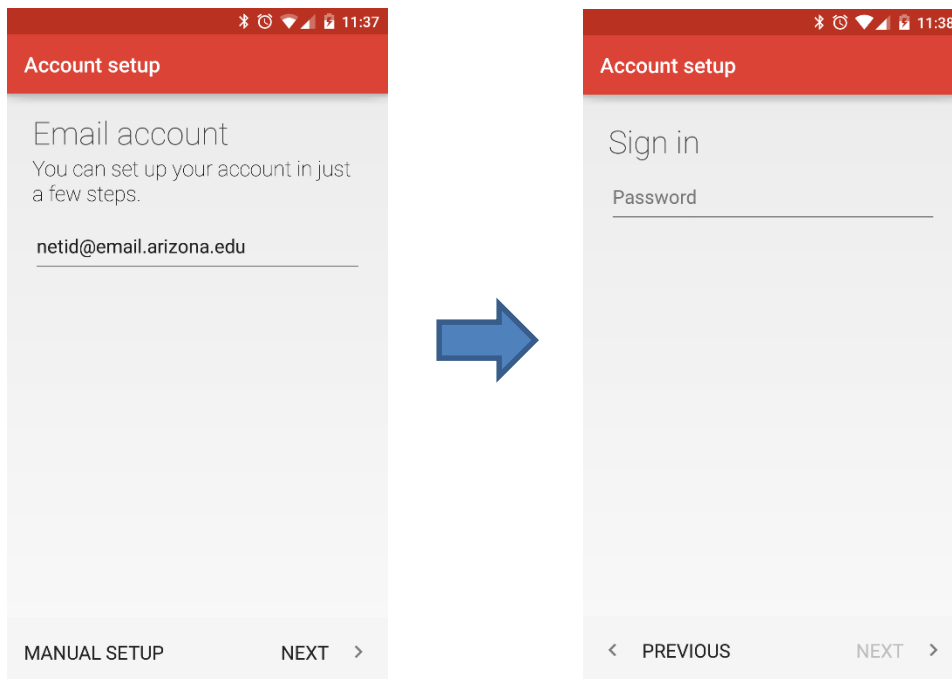 11:37
Account setup
Email account
You can set up your account in just
a few steps.
netid@email.arizona.edu
MANUAL SETUP NEXT >
11:38
Account setup
Sign in
Password
< PREVIOUS NEXT >